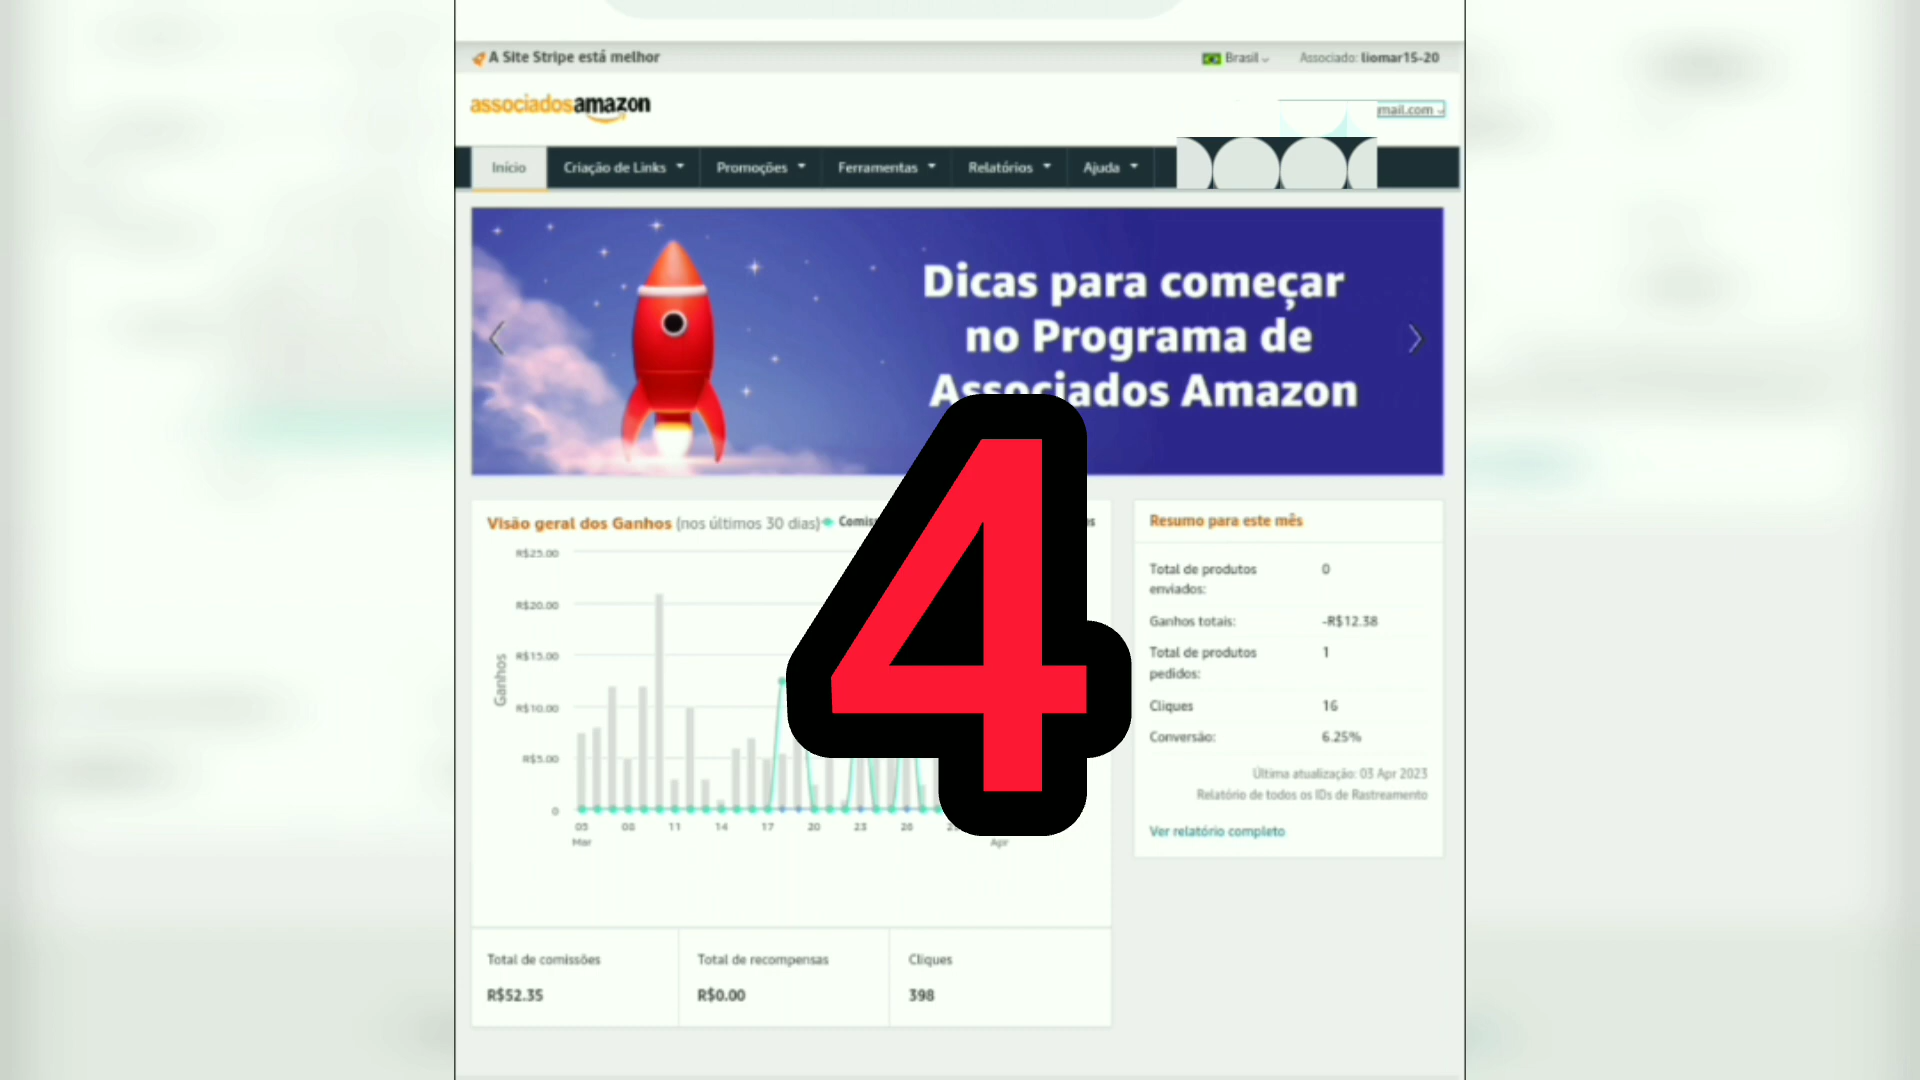 A Site Stripe está melhor
Brasil
Associado: liomar15-20
associadosamazon
mail.com
Início
Criação de Links
Promoções
Ferramentas
Relatórios
Ajuda
Dicas para começar
no Programa de
Associados Amazon
4
Visão geral dos Ganhos (nos últimos 30 dias)
R$25.00
R$20.00
R$15.00
R$10.00
R$5.00
0
Ganhos
05
08
11
14
17
20
23
26
Mar
Apr
Resumo para este mês
Total de produtos
enviados:
0
Ganhos totais:
-R$12.38
Total de produtos
pedidos:
1
Cliques
16
Conversão:
6.25%
Última atualização: 03 Apr 2023
Relatório de todos os IDs de Rastreamento
Ver relatório completo
Total de comissões
R$52.35
Total de recompensas
R$0.00
Cliques
398